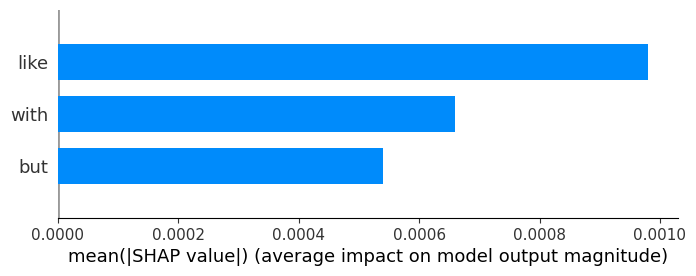 like
with
but
0.0000 0.0002 0.0004 0.0006 0.0008 0.0010
mean(|SHAP value|) (average impact on model output magnitude)